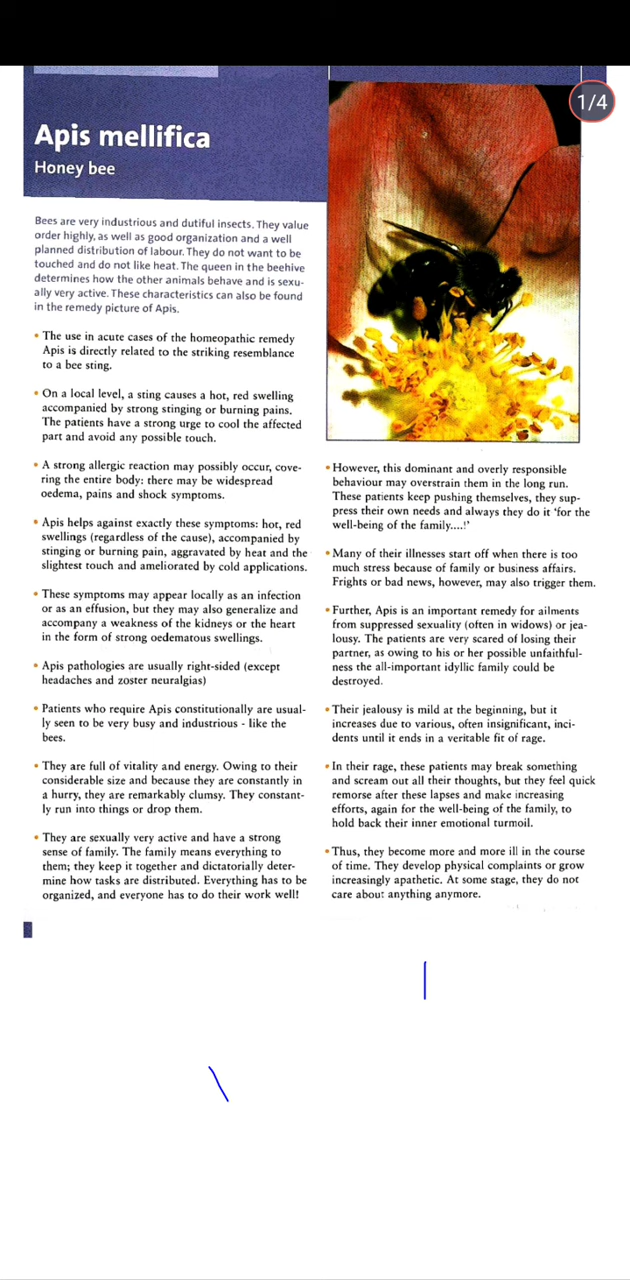 1/4
Apis mellifica
Honey bee
Bees are very industrious and dutiful insects. They value
order highly, as well as good organization and a well
planned distribution of labour. They do not want to be
touched and do not like heat. The queen in the beehive
determines how the other animals behave and is sexu-
ally very active. These characteristics can also be found
in the remedy picture of Apis.
• The use in acute cases of the homeopathic remedy
Apis is directly related to the striking resemblance
to a bee sting.
• On a local level, a sting causes a hot, red swelling
accompanied by strong stinging or burning pains.
The patients have a strong urge to cool the affected
part and avoid any possible touch.
• A strong allergic reaction may possibly occur, cove-
ring the entire body: there may be widespread
oedema, pains and shock symptoms.
• Apis helps against exactly these symptoms: hot, red
swellings (regardless of the cause), accompanied by
stinging or burning pain, aggravated by heat and the
slightest touch and ameliorated by cold applications.
• These symptoms may appear locally as an infection
or as an effusion, but they may also generalize and
accompany a weakness of the kidneys or the heart
in the form of strong oedematous swellings.
• Apis pathologies are usually right-sided (except
headaches and zoster neuralgias)
• Patients who require Apis constitutionally are usual-
ly seen to be very busy and industrious - like the
bees.
• They are full of vitality and energy. Owing to their
considerable size and because they are constantly in
a hurry, they are remarkably clumsy. They constant-
ly run into things or drop them.
• They are sexually very active and have a strong
sense of family. The family means everything to
them; they keep it together and dictatorially deter-
mine how tasks are distributed. Everything has to be
organized, and everyone has to do their work well!
• However, this dominant and overly responsible
behaviour may overstrain them in the long run.
These patients keep pushing themselves, they sup-
press their own needs and always they do it ‘for the
well-being of the family....!’
• Many of their illnesses start off when there is too
much stress because of family or business affairs.
Frights or bad news, however, may also trigger them.
• Further, Apis is an important remedy for ailments
from suppressed sexuality (often in widows) or jea-
lousy. The patients are very scared of losing their
partner, as owing to his or her possible unfaithful-
ness the all-important idyllic family could be
destroyed.
• Their jealousy is mild at the beginning, but it
increases due to various, often insignificant, inci-
dents until it ends in a veritable fit of rage.
• In their rage, these patients may break something
and scream out all their thoughts, but they feel quick
remorse after these lapses and make increasing
efforts, again for the well-being of the family, to
hold back their inner emotional turmoil.
• Thus, they become more and more ill in the course
of time. They develop physical complaints or grow
increasingly apathetic. At some stage, they do not
care about anything anymore.